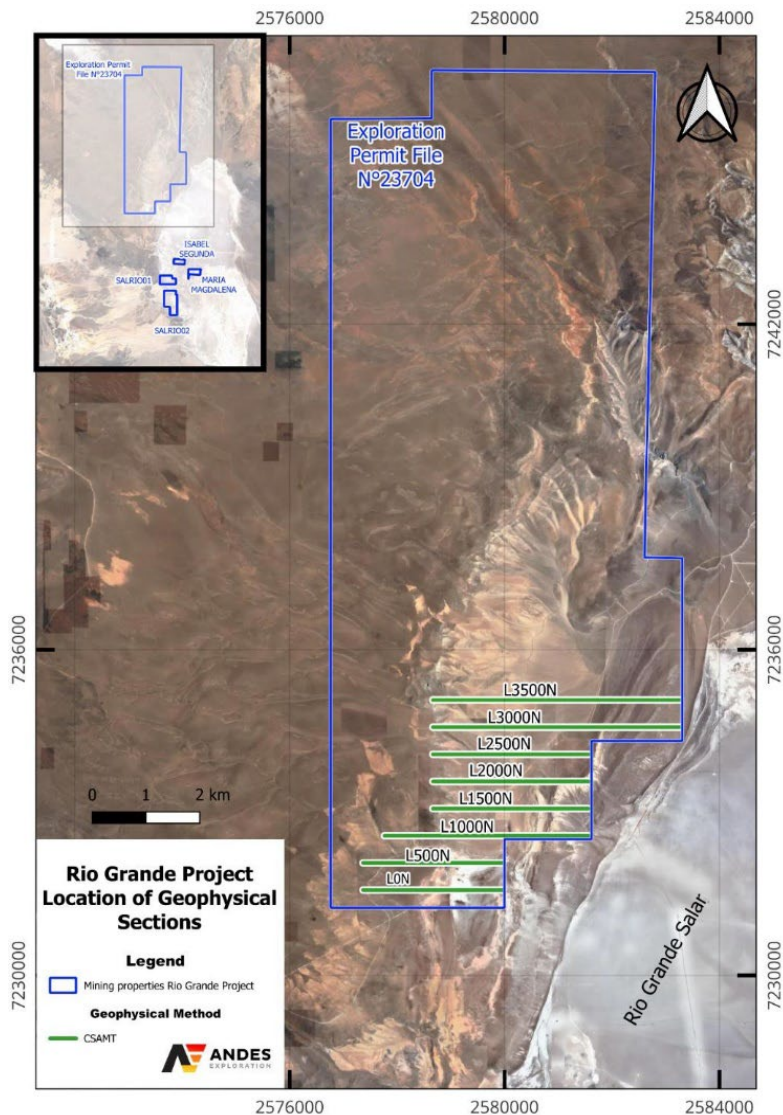 2576000
2580000
2584000
Exploration Permit
File N°23704
ISABEL
SEGUNDA
SALRIO01
MARIA
MAGDALENA
SALRIO02
Exploration
Permit File
N°23704
7242000
7242000
7236000
7236000
L3500N
L3000N
L2500N
L2000N
L1500N
L1000N
L500N
L0N
0 1 2 km
Rio Grande Project
Location of Geophysical
Sections
Legend
Mining properties Rio Grande Project
Geophysical Method
CSAMT
ANDES
EXPLORATION
Rio Grande Salar
7230000
7230000
2576000
2580000
2584000